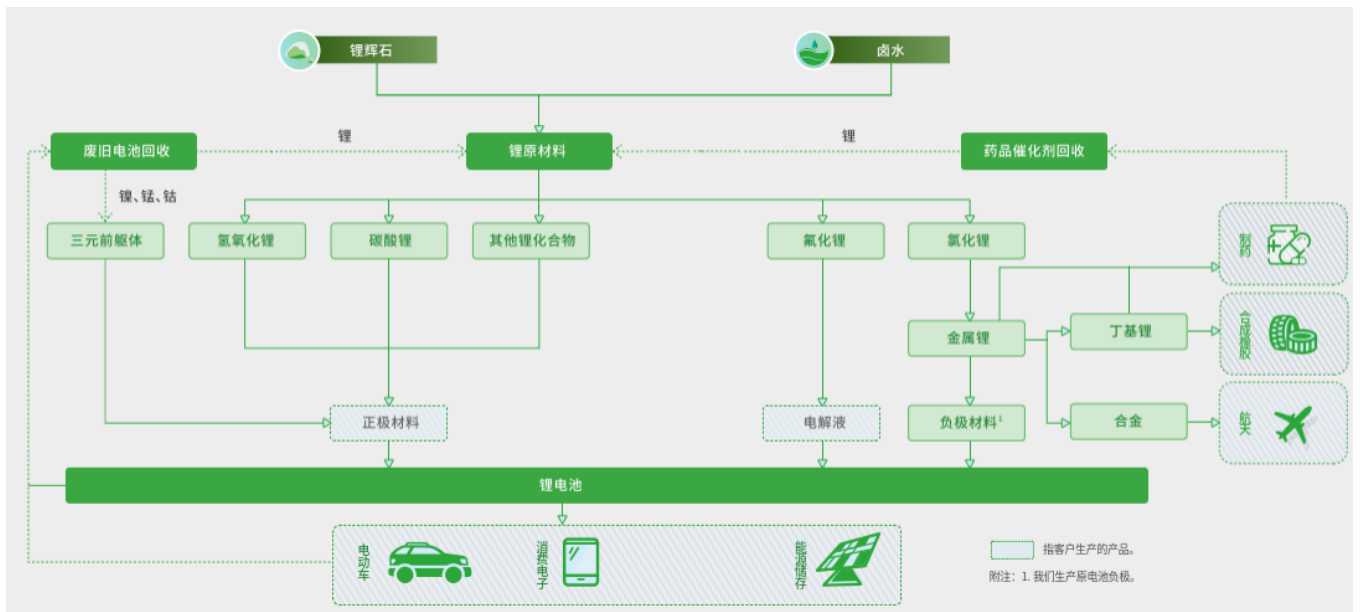 锂辉石
卤水
废旧电池回收
锂
锂原材料
锂
药品催化剂回收
镍、锰、钴
三元前躯体
氢氧化锂
碳酸锂
其他锂化合物
氟化锂
氯化锂
制药
金属锂
丁基锂
合成橡胶
正极材料
电解液
负极材料1
合金
航天
锂电池
电动车
消费电子
能源储存
指客户生产的产品。
附注：1. 我们生产原电池负极。